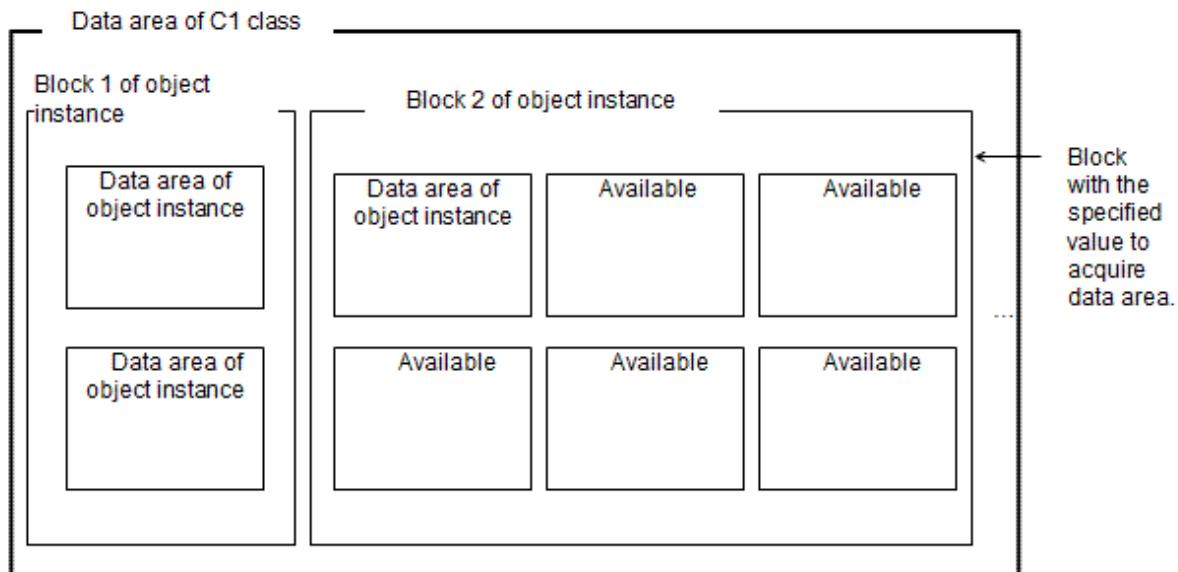 Data area of C1 class
Block 1 of object
instance
Block 2 of object instance
Data area of
object instance
Data area of
object instance
Data area of
object instance
Available
Available
Available
Available
Available
Block
with the
specified
value to
acquire
data area.
...